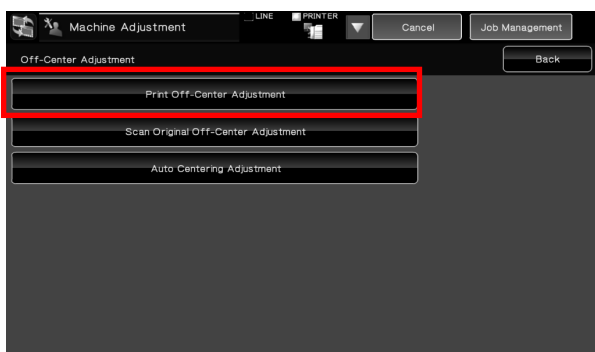 Machine Adjustment
LINE
PRINTER
Cancel
Job Management
Off-Center Adjustment
Back
Print Off-Center Adjustment
Scan Original Off-Center Adjustment
Auto Centering Adjustment